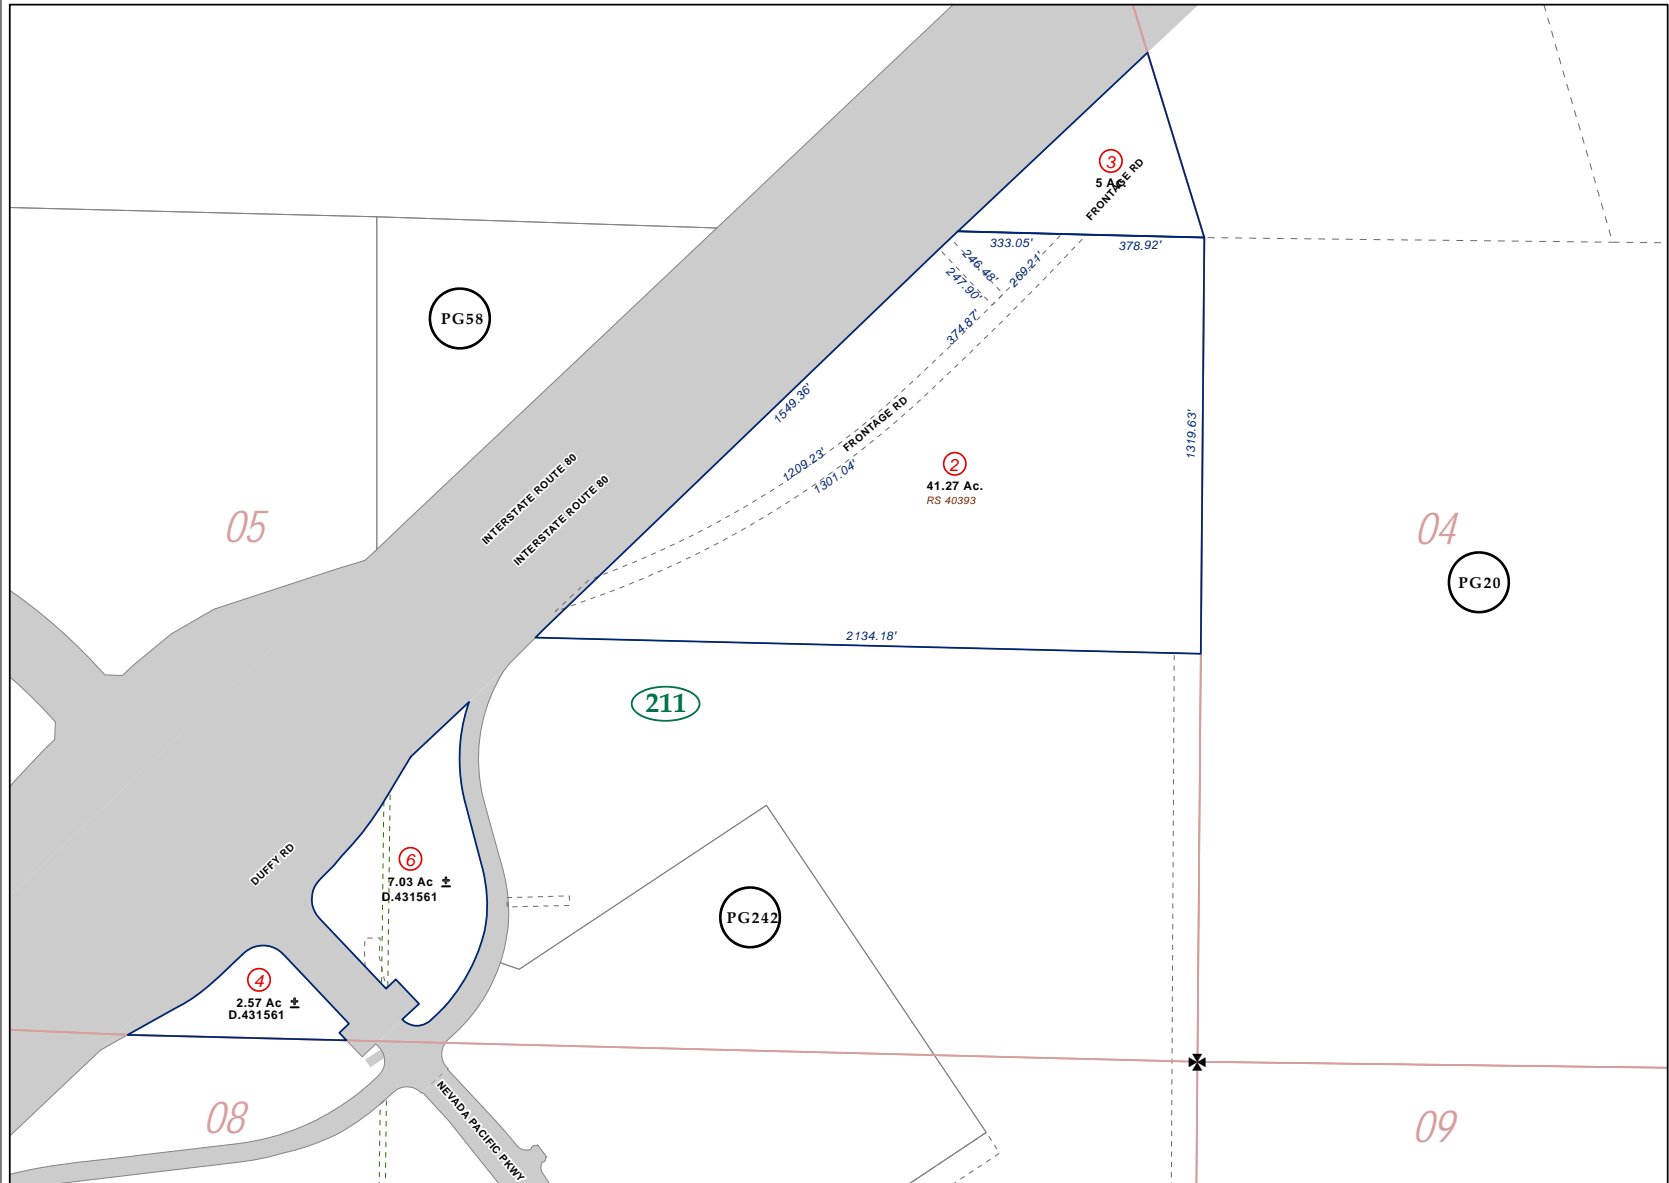 3
5 Ac.
FRONTAGE RD
333.05'
378.92'
246.48'
247.90'
269.21'
374.87'
PG58
1549.36'
FRONTAGE RD
1209.23'
1301.04'
1319.63'
2
41.27 Ac.
RS 40393
INTERSTATE ROUTE 80
INTERSTATE ROUTE 80
05
04
PG20
2134.18'
211
DUFFY RD
6
7.03 Ac ±
D.431561
PG242
4
2.57 Ac ±
D.431561
08
NEVADA PACIFIC PKWY
09